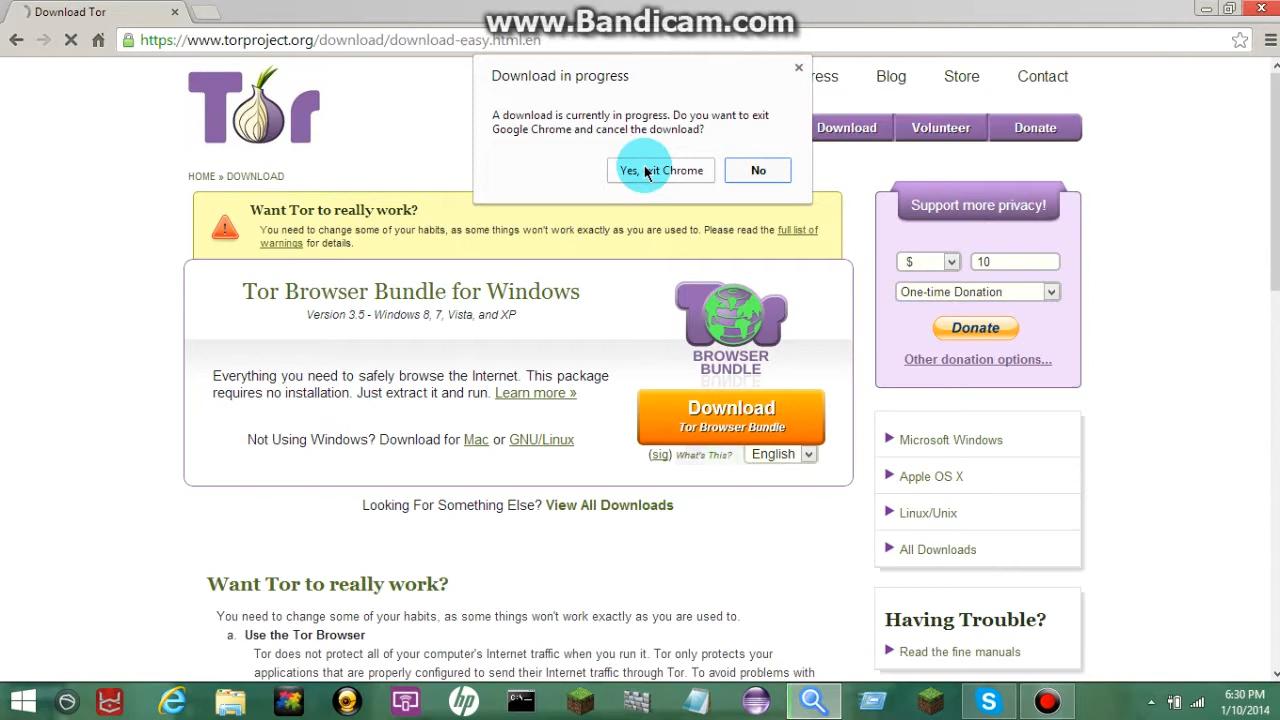 Download Tor
www.Bandicam.com
https://www.torproject.org/download/download-easy.html.en
Tor
Download in progress
A download is currently in progress. Do you want to exit
Google Chrome and cancel the download?
No
Blog
Store
Contact
Download
Volunteer
Donate
HOME » DOWNLOAD
Want Tor to really work?
You need to change some of your habits, as some things won't work exactly as you are used to. Please read the full list of
warnings for details.
Support more privacy!
$
10
One-time Donation
Donate
Other donation options...
Tor Browser Bundle for Windows
Version 3.5 - Windows 8, 7, Vista, and XP
Tor
BROWSER
BUNDLE
Everything you need to safely browse the Internet. This package
requires no installation. Just extract it and run. Learn more »
Download
Tor Browser Bundle
Not Using Windows? Download for Mac or GNU/Linux
(sig) What's This? English
Looking For Something Else? View All Downloads
Microsoft Windows
Apple OS X
Linux/Unix
All Downloads
Want Tor to really work?
You need to change some of your habits, as some things won't work exactly as you are used to.
a. Use the Tor Browser
Tor does not protect all of your computer's Internet traffic when you run it. Tor only protects your
applications that are properly configured to send their Internet traffic through Tor. To avoid problems with
Having Trouble?
Read the fine manuals
hp
6:30 PM
1/10/2014